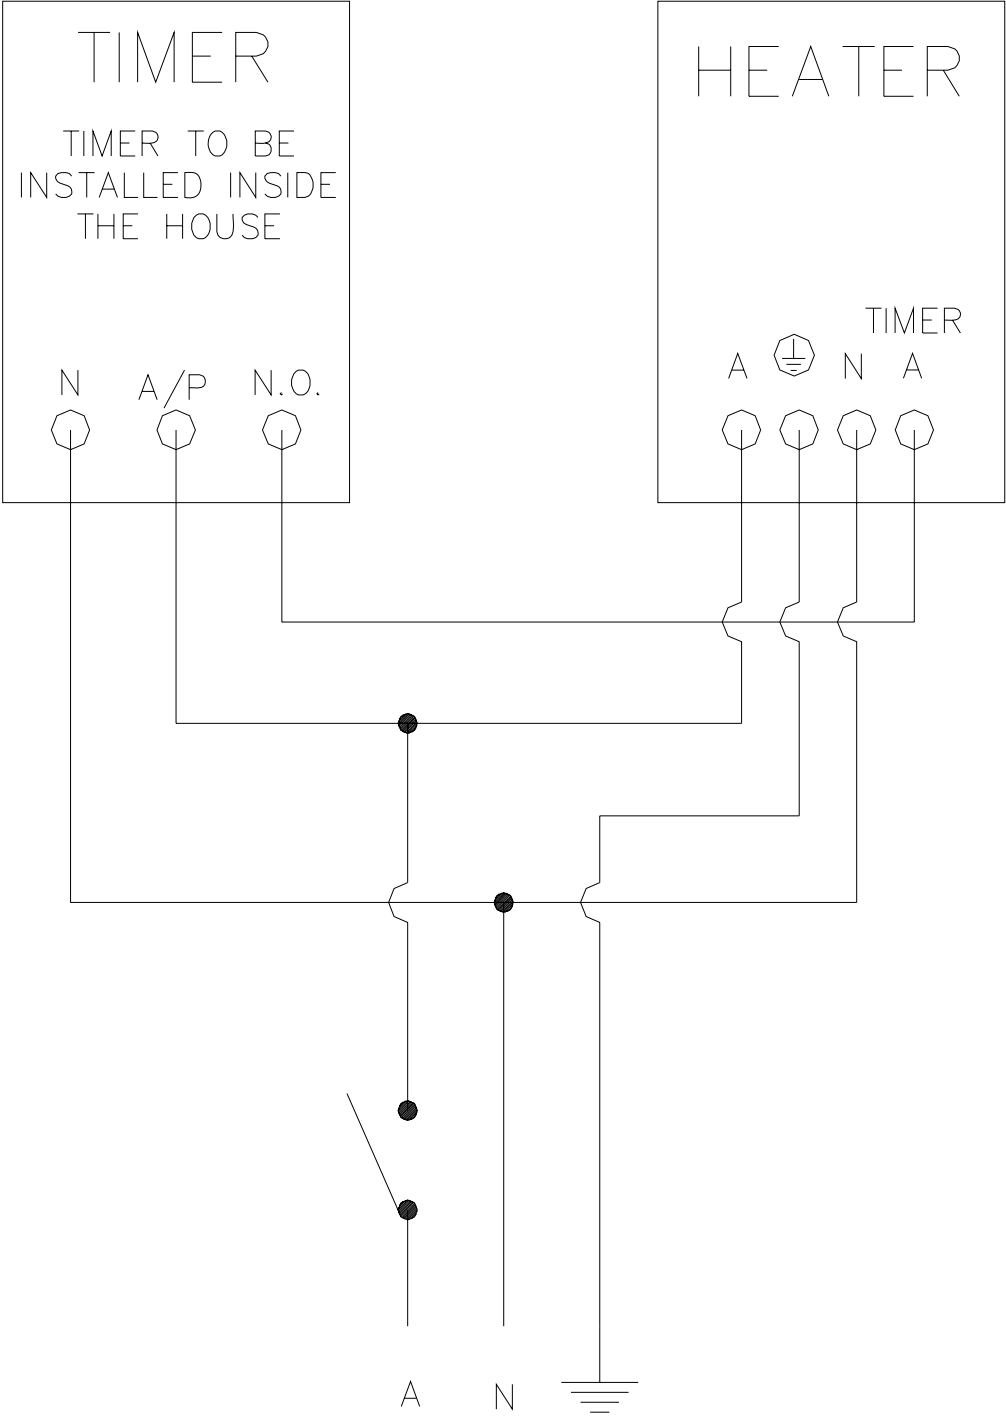 TIMER
TIMER TO BE
INSTALLED INSIDE
THE HOUSE
N A/P N.O.
HEATER
TIMER
A N A
A N